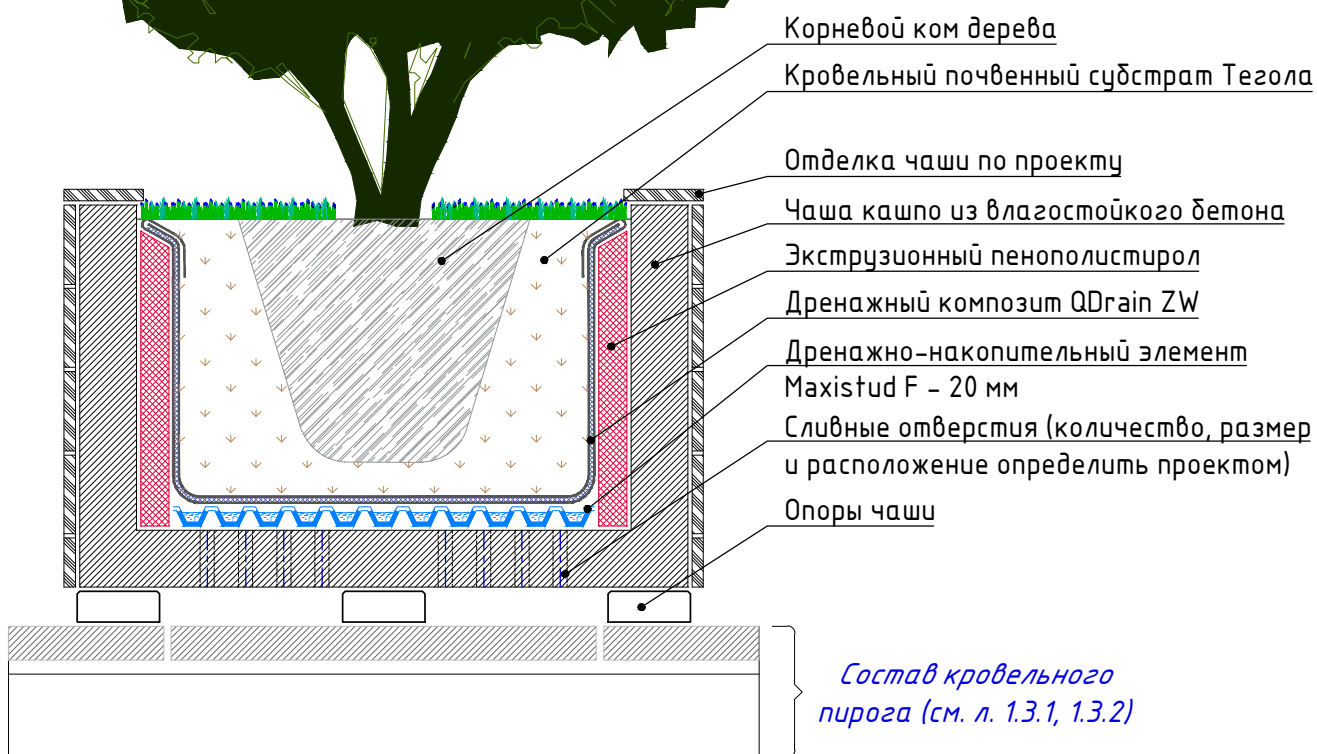 Корневой ком дерева
Кровельный почвенный субстрат Тегола
Отделка чаши по проекту
Чаша кашпо из влагостойкого бетона
Экструзионный пенополистирол
Дренажный композит QDrain ZW
Дренажно-накопительный элемент
Maxistud F - 20 мм
Сливные отверстия (количество, размер
и расположение определить проектом)
Опоры чаши
Состав кровельного
пирога (см. л. 1.3.1, 1.3.2)